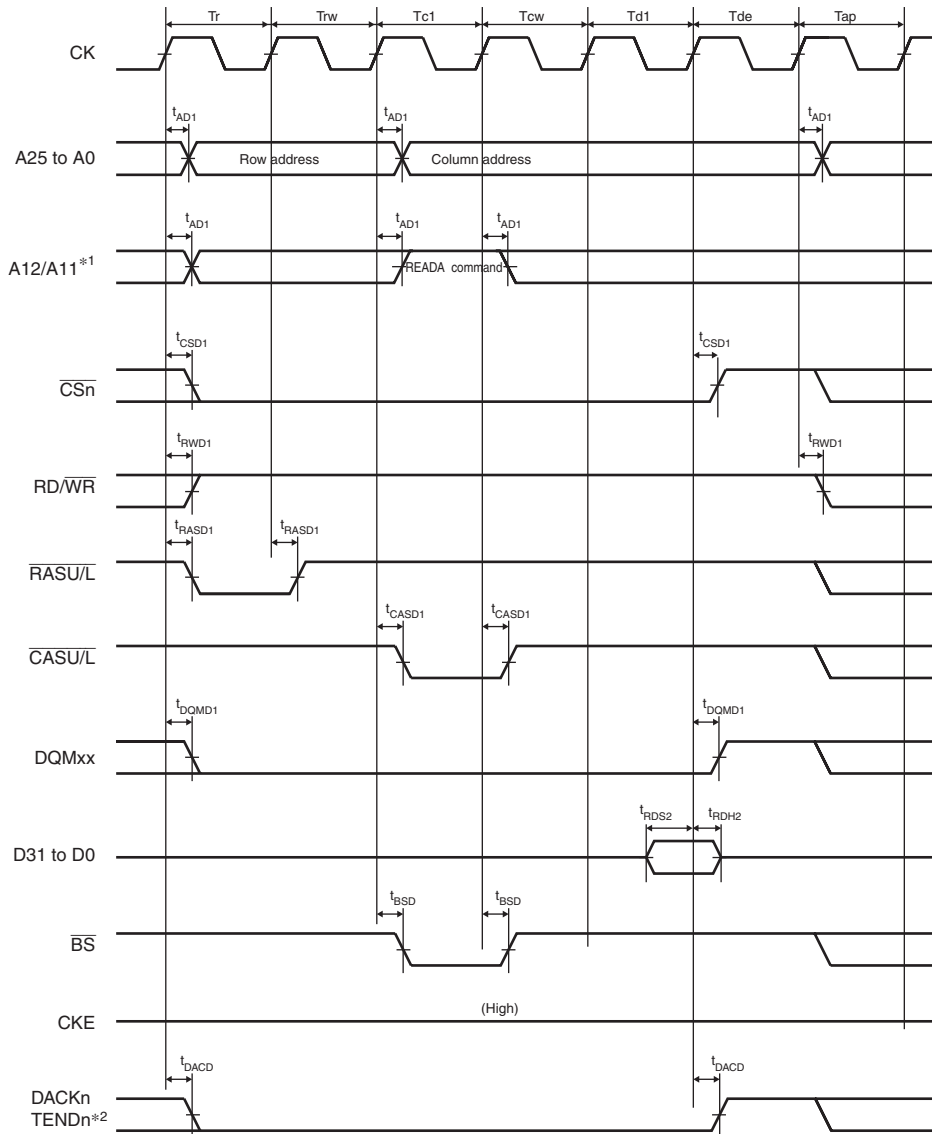 Tr Trw Tc1 Tcw Td1 Tde Tap
CK
tAD1 tAD1 tAD1
A25 to A0 Row address Column address
tAD1 tAD1 tAD1
A12/A11*1 READA command
tCSD1 tCSD1
CSn
tRWD1 tRWD1
RD/WR
tRASD1 tRASD1
RASU/L
tCASD1 tCASD1
CASU/L
tDQMD1 tDQMD1
DQMxx
tRDS2 tRDH2
D31 to D0
tBSD tBSD
BS
(High)
CKE
tDACD tDACD
DACKn
TENDn*2